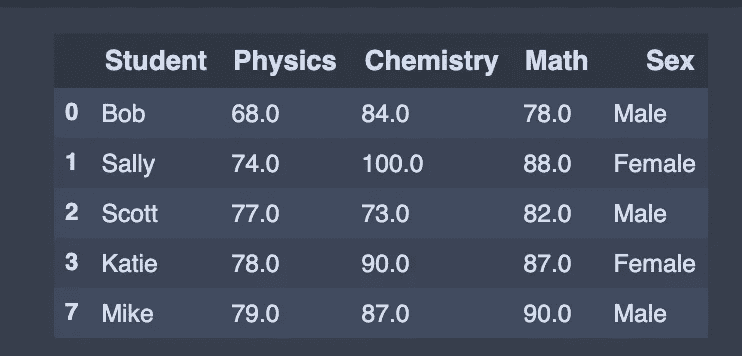 Student Physics Chemistry Math Sex
0 Bob 68.0 84.0 78.0 Male
1 Sally 74.0 100.0 88.0 Female
2 Scott 77.0 73.0 82.0 Male
3 Katie 78.0 90.0 87.0 Female
7 Mike 79.0 87.0 90.0 Male